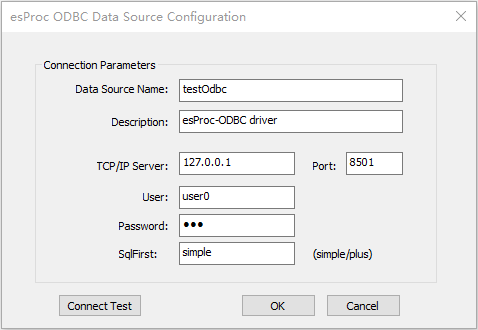 esProc ODBC Data Source Configuration
Connection Parameters
Data Source Name: testOdbc
Description: esProc-ODBC driver
TCP/IP Server: 127.0.0.1 Port: 8501
User: user0
Password: ●●●
SqlFirst: simple (simple/plus)
Connect Test OK Cancel